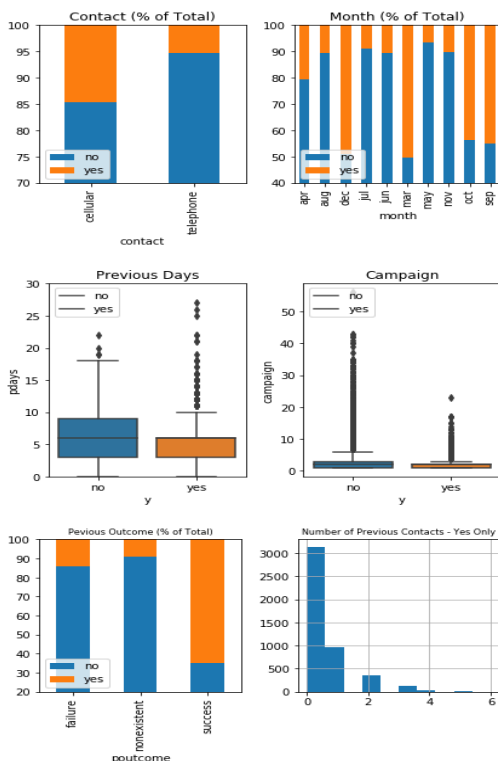 Contact (% of Total)
100
95
90
85
80
75
70
no
yes
cellular
telephone
contact
Month (% of Total)
100
90
80
70
60
50
40
no
yes
apr
aug
dec
jul
jun
mar
may
nov
oct
sep
month
Previous Days
30
25
20
15
10
5
0
pdays
no
yes
no
yes
y
Campaign
50
40
30
20
10
0
campaign
no
yes
no
yes
y
Pevious Outcome (% of Total)
100
90
80
70
60
50
40
30
20
no
yes
failure
nonexistent
success
poutcome
Number of Previous Contacts - Yes Only
3000
2500
2000
1500
1000
500
0
0
2
4
6